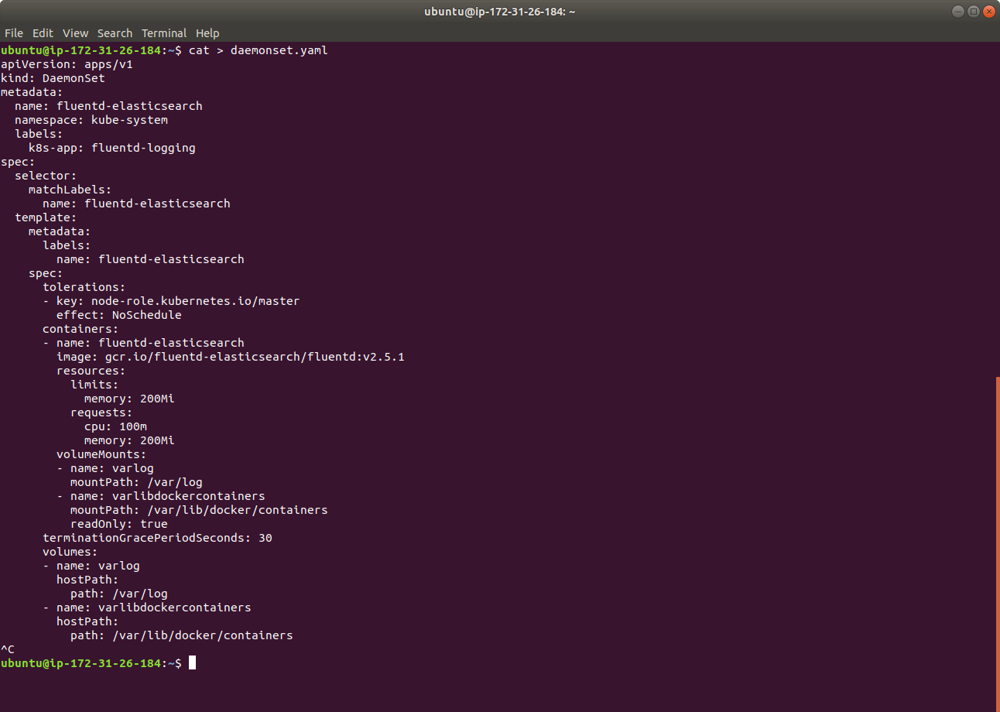 ubuntu@ip-172-31-26-184: ~
File Edit View Search Terminal Help
ubuntu@ip-172-31-26-184:~$ cat > daemonset.yaml
apiVersion: apps/v1
kind: DaemonSet
metadata:
  name: fluentd-elasticsearch
  namespace: kube-system
  labels:
    k8s-app: fluentd-logging
spec:
  selector:
    matchLabels:
      name: fluentd-elasticsearch
  template:
    metadata:
      labels:
        name: fluentd-elasticsearch
    spec:
      tolerations:
      - key: node-role.kubernetes.io/master
        effect: NoSchedule
      containers:
      - name: fluentd-elasticsearch
        image: gcr.io/fluentd-elasticsearch/fluentd:v2.5.1
        resources:
          limits:
            memory: 200Mi
          requests:
            cpu: 100m
            memory: 200Mi
        volumeMounts:
        - name: varlog
          mountPath: /var/log
        - name: varlibdockercontainers
          mountPath: /var/lib/docker/containers
          readOnly: true
      terminationGracePeriodSeconds: 30
      volumes:
      - name: varlog
        hostPath:
          path: /var/log
      - name: varlibdockercontainers
        hostPath:
          path: /var/lib/docker/containers
^C
ubuntu@ip-172-31-26-184:~$